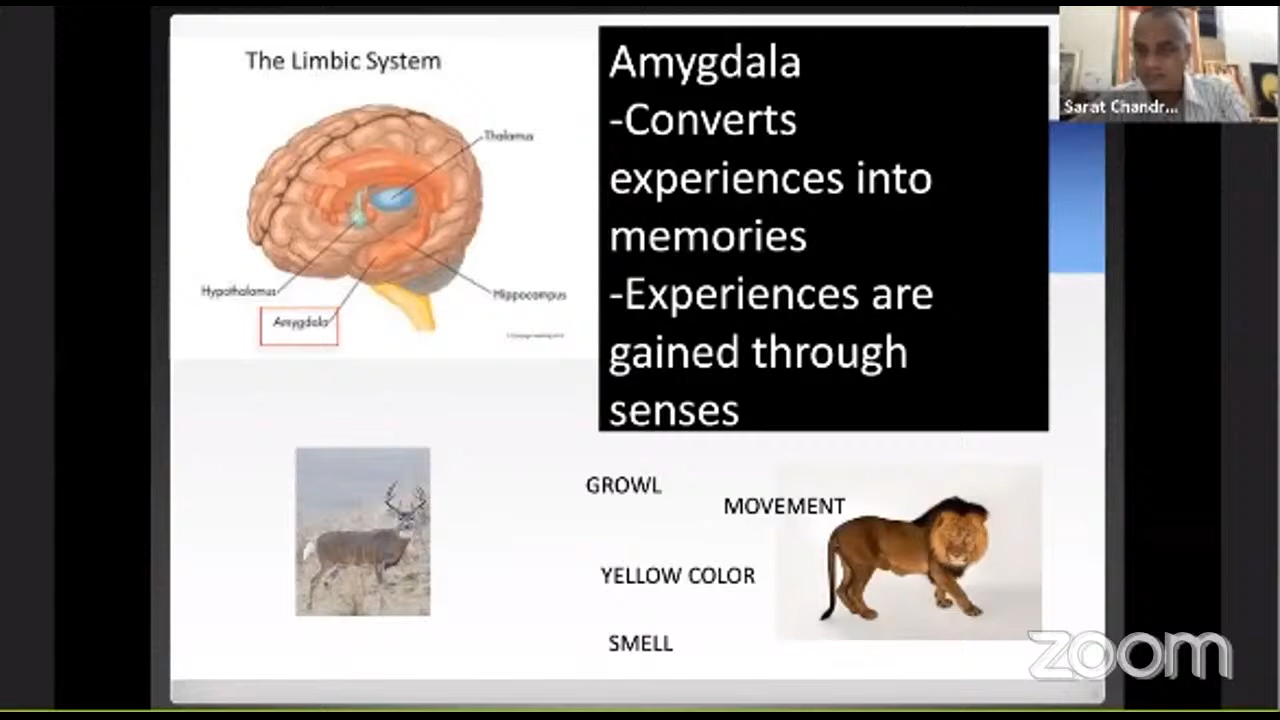 The Limbic System
Thalamus
Hypothalamus
Hippocampus
Amygdala
Amygdala
-Converts
experiences into
memories
-Experiences are
gained through
senses
Sarat Chandr...
GROWL
MOVEMENT
YELLOW COLOR
SMELL
zoom